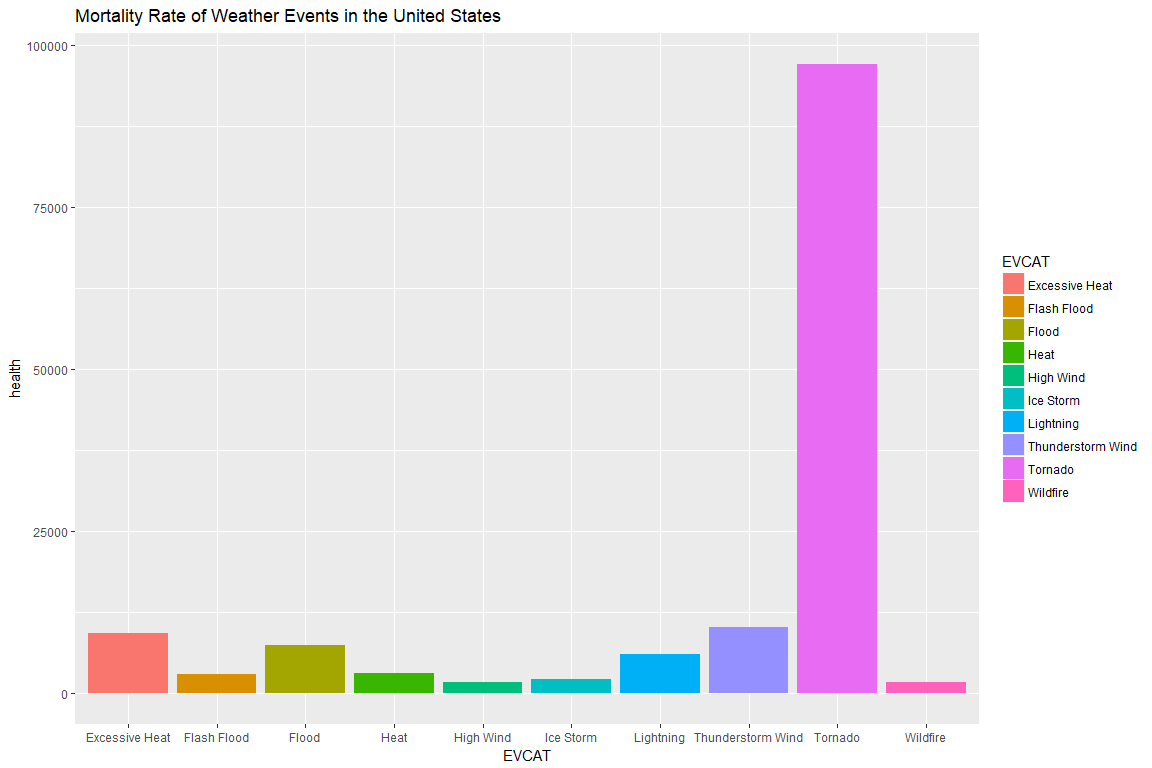 Mortality Rate of Weather Events in the United States
100000
75000
50000
25000
0
health
Excessive Heat Flash Flood Flood Heat High Wind Ice Storm Lightning Thunderstorm Wind Tornado Wildfire
EVCAT
EVCAT
Excessive Heat
Flash Flood
Flood
Heat
High Wind
Ice Storm
Lightning
Thunderstorm Wind
Tornado
Wildfire